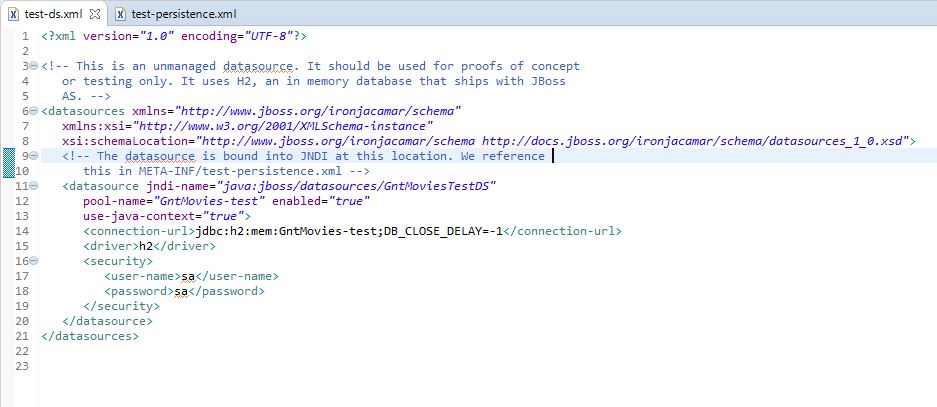 test-ds.xml test-persistence.xml
1 <?xml version="1.0" encoding="UTF-8"?>
2
3 <!-- This is an unmanaged datasource. It should be used for proofs of concept
4 or testing only. It uses H2, an in memory database that ships with JBoss
5 AS. -->
6 <datasources xmlns="http://www.jboss.org/ironjacamar/schema"
7 xmlns:xsi="http://www.w3.org/2001/XMLSchema-instance"
8 xsi:schemaLocation="http://www.jboss.org/ironjacamar/schema http://docs.jboss.org/ironjacamar/schema/datasources_1_0.xsd">
9 <!-- The datasource is bound into JNDI at this location. We reference
10 this in META-INF/test-persistence.xml -->
11 <datasource jndi-name="java:jboss/datasources/GntMoviesTestDS"
12 pool-name="GntMovies-test" enabled="true"
13 use-java-context="true">
14 <connection-url>jdbc:h2:mem:GntMovies-test;DB_CLOSE_DELAY=-1</connection-url>
15 <driver>h2</driver>
16 <security>
17 <user-name>sa</user-name>
18 <password>sa</password>
19 </security>
20 </datasource>
21 </datasources>
22
23